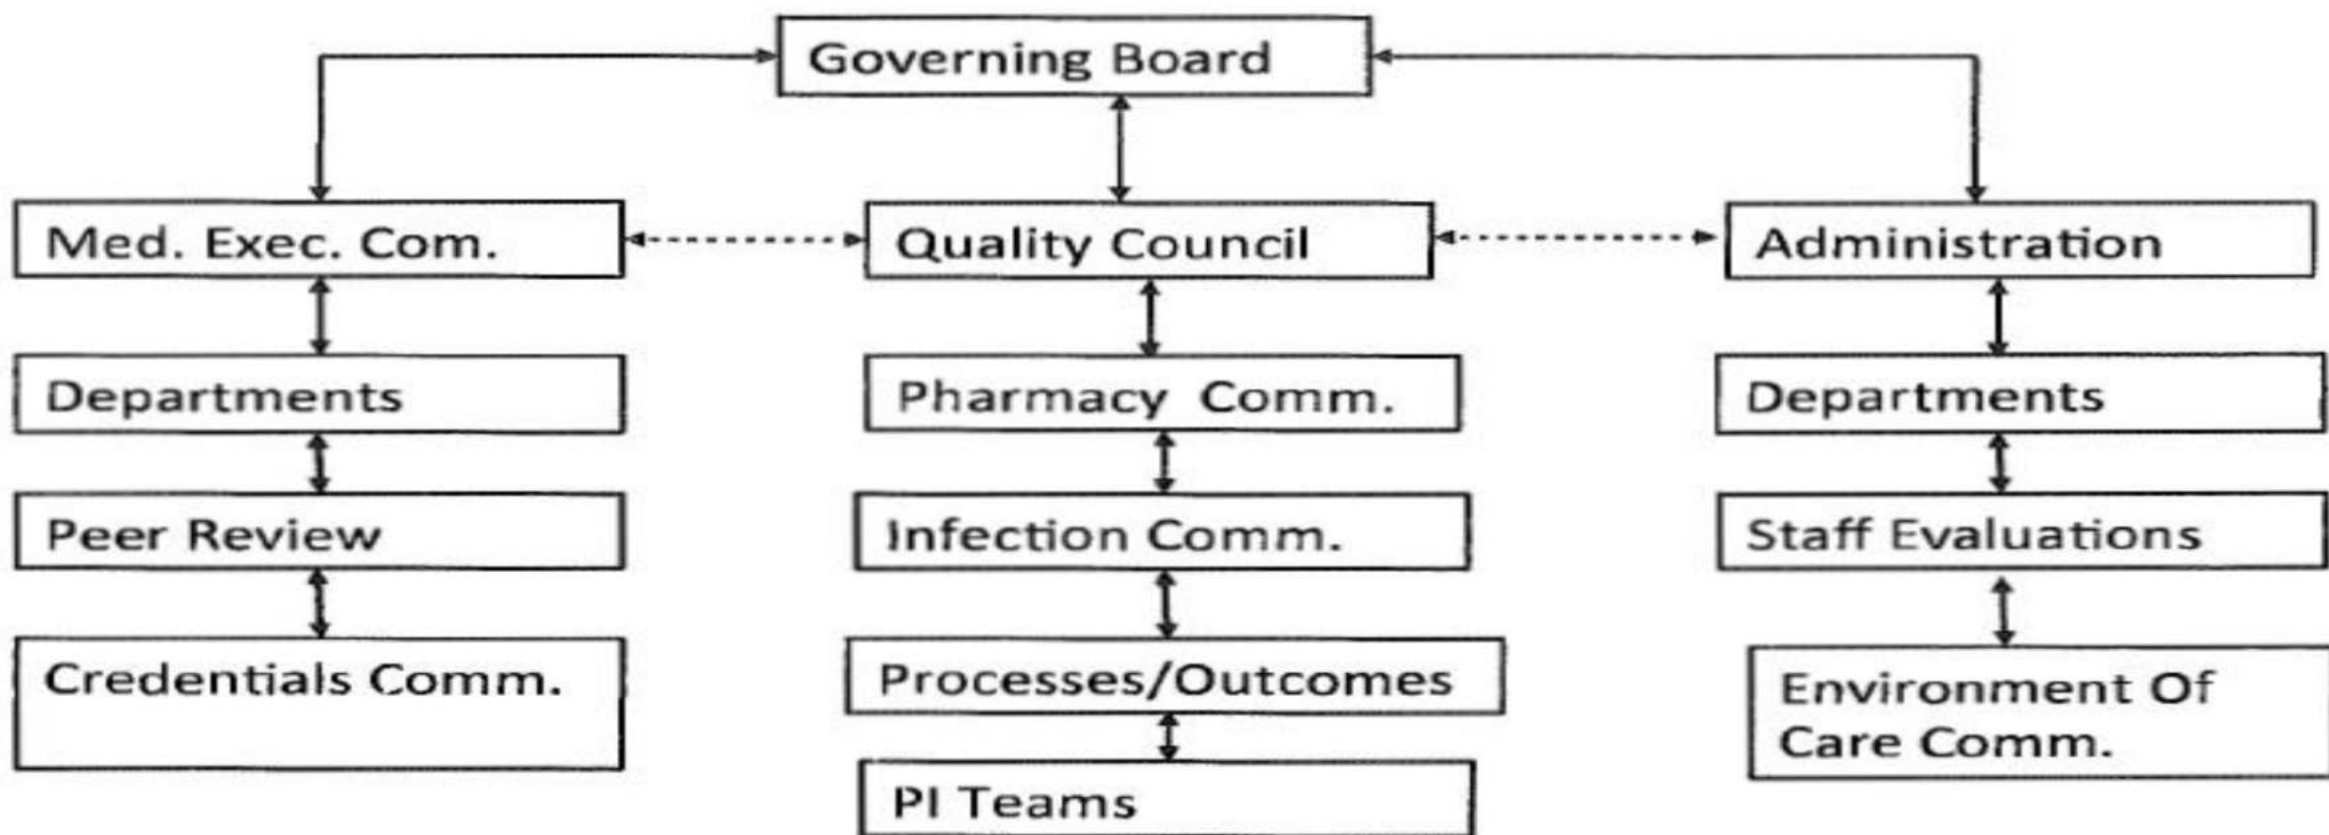 Governing Board
Med. Exec. Com.
Quality Council
Administration
Departments
Pharmacy Comm.
Departments
Peer Review
Infection Comm.
Staff Evaluations
Credentials Comm.
Processes/Outcomes
Environment Of
Care Comm.
PI Teams